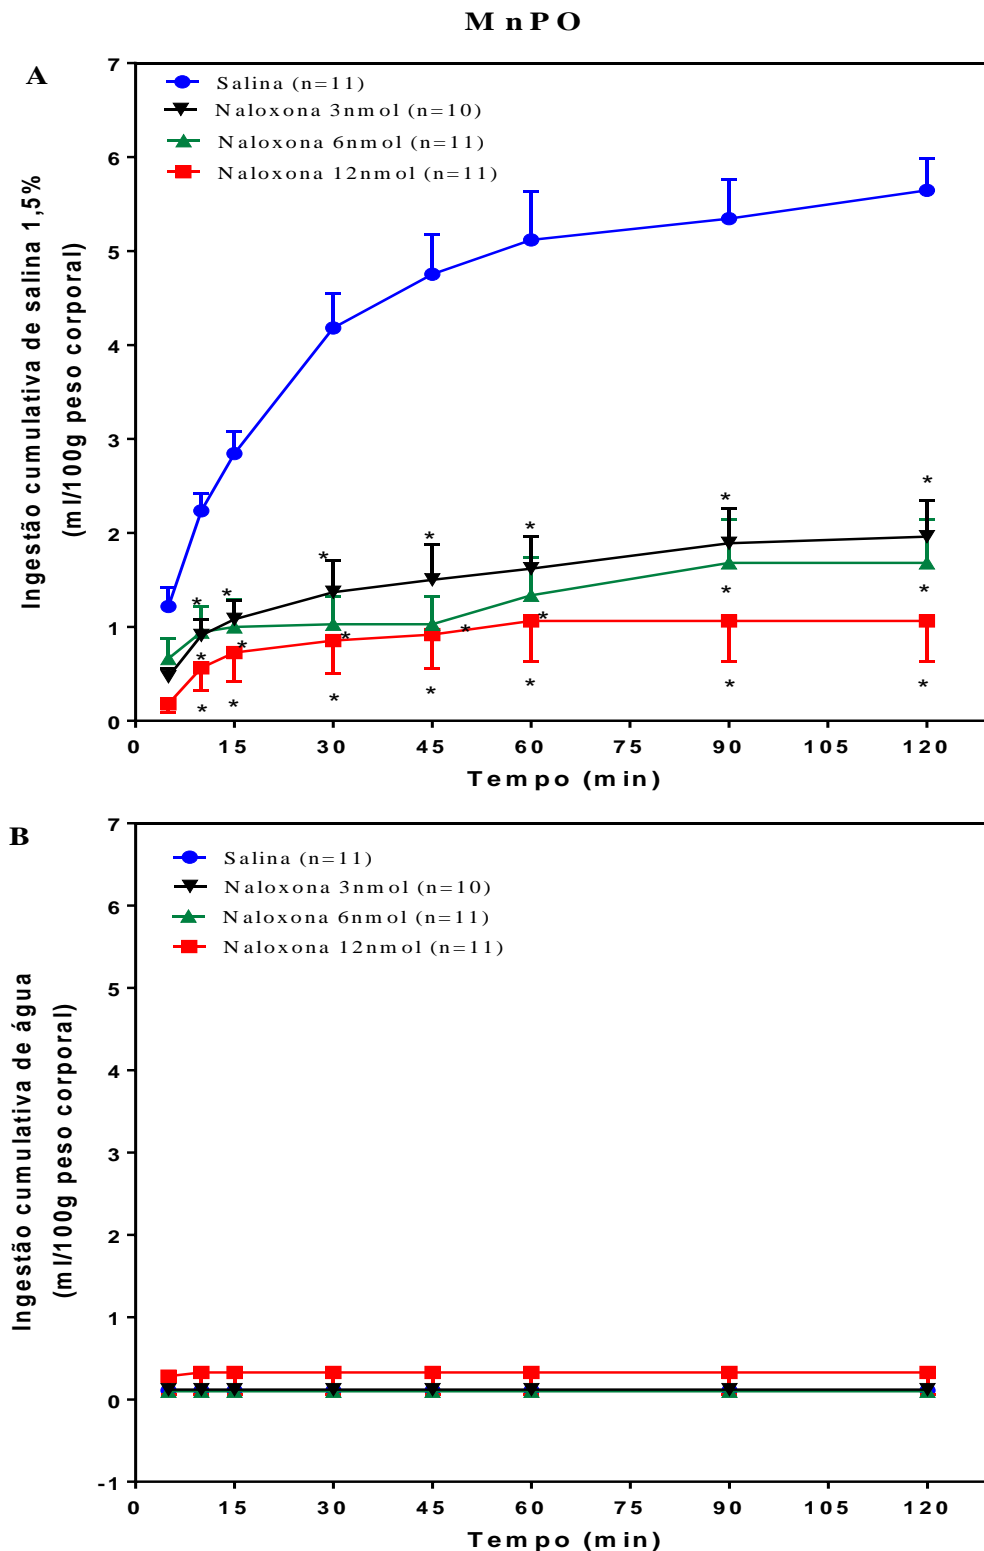 MnPO
A
7
6
5
4
3
2
1
0
Ingestão cumulativa de salina 1,5%
(ml/100g peso corporal)
Salina (n=11)
Naloxona 3nmol (n=10)
Naloxona 6nmol (n=11)
Naloxona 12nmol (n=11)
* * * * * * * *
* * * * * * *
* * * * * * *
0 15 30 45 60 75 90 105 120
Tempo (min)
B
7
6
5
4
3
2
1
0
-1
Ingestão cumulativa de água
(ml/100g peso corporal)
Salina (n=11)
Naloxona 3nmol (n=10)
Naloxona 6nmol (n=11)
Naloxona 12nmol (n=11)
0 15 30 45 60 75 90 105 120
Tempo (min)